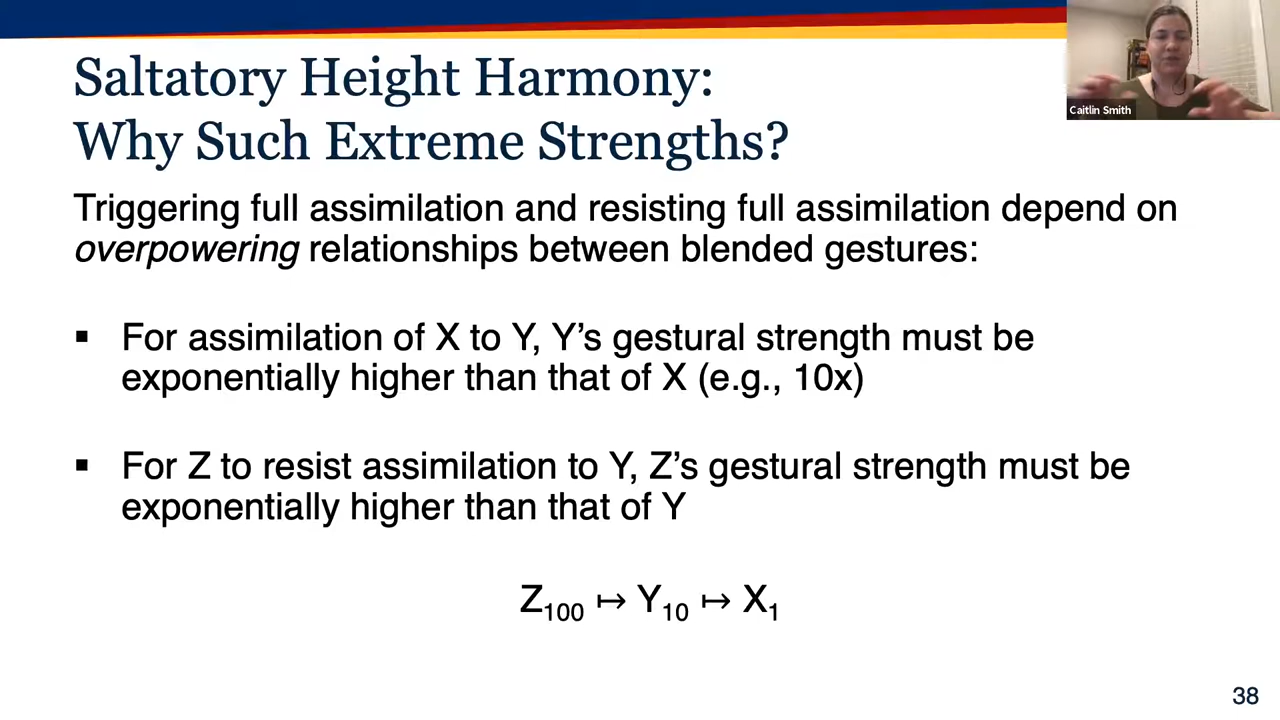 Saltatory Height Harmony:
Why Such Extreme Strengths?
Caitlin Smith
Triggering full assimilation and resisting full assimilation depend on
overpowering relationships between blended gestures:
▪ For assimilation of X to Y, Y’s gestural strength must be
exponentially higher than that of X (e.g., 10x)
▪ For Z to resist assimilation to Y, Z’s gestural strength must be
exponentially higher than that of Y
Z₁₀₀ ↦ Y₁₀ ↦ X₁
38